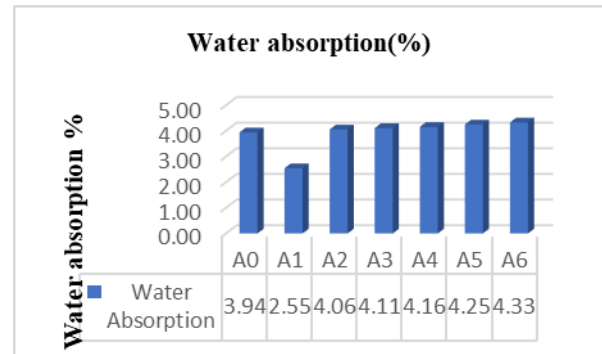 Water absorption(%)
Water absorption %
5.00
4.00
3.00
2.00
1.00
0.00
A0 A1 A2 A3 A4 A5 A6
Water Absorption 3.94 2.55 4.06 4.11 4.16 4.25 4.33